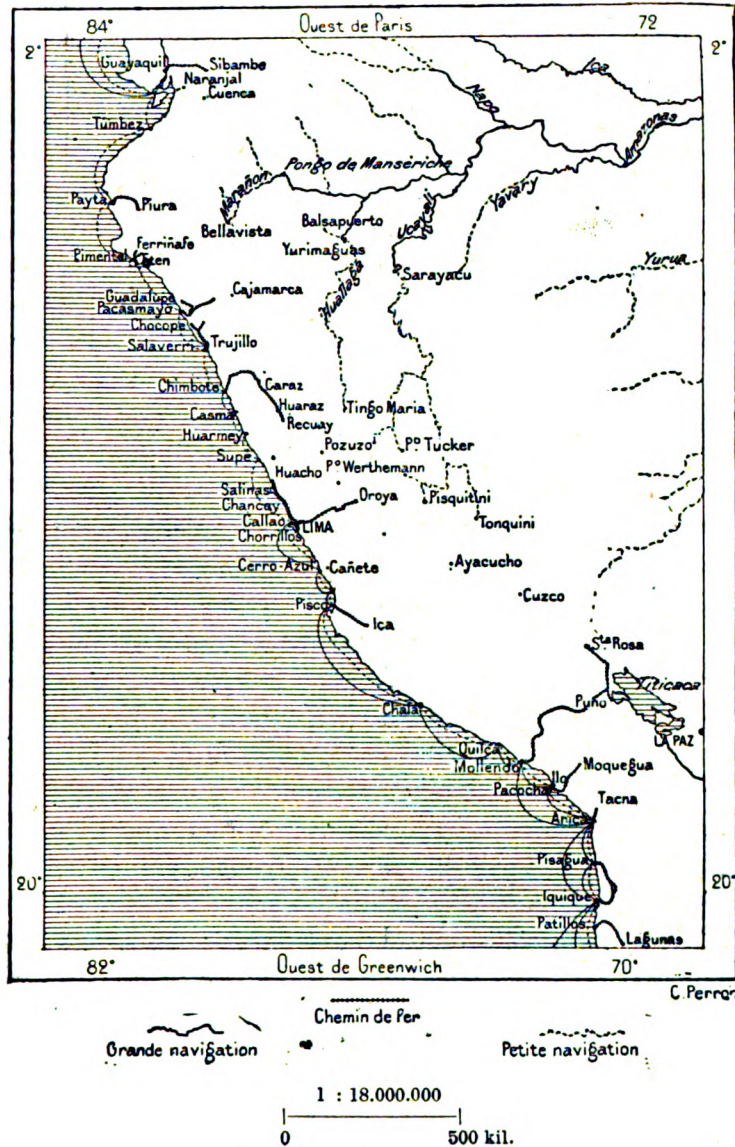 84° Ouest de Paris 72
2° 2°
Guayaquil Sibambe
Naranjal
Cuenca
Iça
Napo
Tumbez
Amazonas
Pongo de Manseriche
Marañon
Payta Piura
Balsapuerto
Ucayali
Yavary
Bellavista
Yurimaguas
Ferriñafe
Pimentel Eten
Sarayacu
Yurua
Huallaga
Guadalupe Cajamarca
Pacasmayo
Chocope
Salaverri Trujillo
Chimbote Caraz
Huaraz
Casma Tingo Maria
Recuay
Huarmey Pozuzo Pº Tucker
Supe
Huacho Pº Werthemann
Salinas Oroya Pisquitini
Chancay
Callao LIMA Tonquini
Chorrillos
Cerro-Azul Cañete Ayacucho
Cuzco
Pisco
Ica
Sta Rosa
Titicaca
Puno
Chala
LA PAZ
Quilca
Mollendo Moquegua
Ilo
Pacocha
Tacna
Arica
Pisagua
20° 20°
Iquique
Patillos
Lagunas
82° Ouest de Greenwich 70°
C. Perron
Chemin de fer
Grande navigation Petite navigation
1 : 18.000.000
0 500 kil.